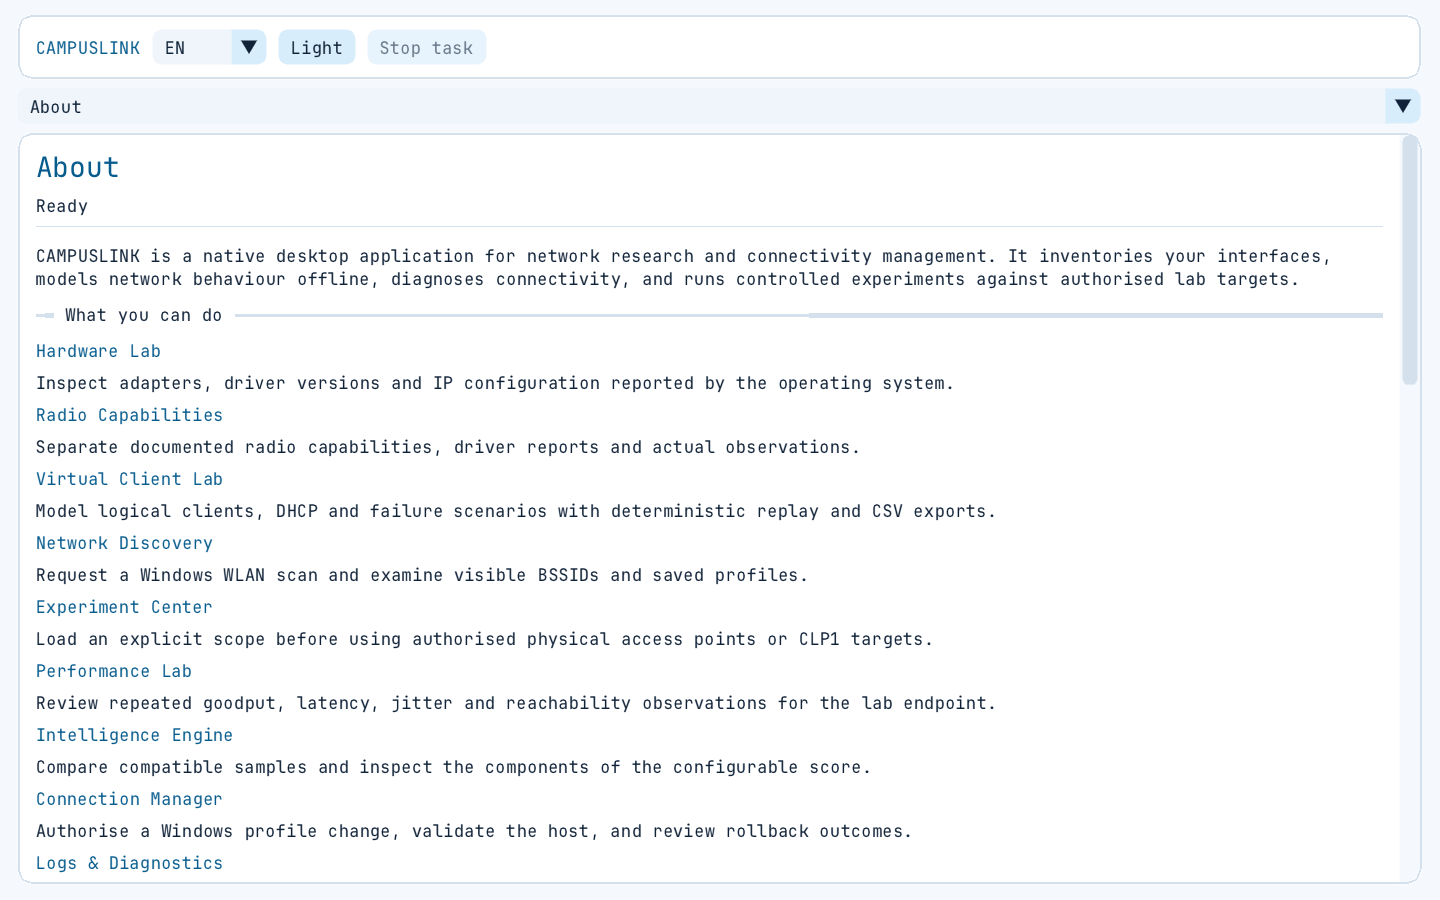 CAMPUSLINK EN Light Stop task
About
About
Ready
CAMPUSLINK is a native desktop application for network research and connectivity management. It inventories your interfaces,
models network behaviour offline, diagnoses connectivity, and runs controlled experiments against authorised lab targets.
What you can do
Hardware Lab
Inspect adapters, driver versions and IP configuration reported by the operating system.
Radio Capabilities
Separate documented radio capabilities, driver reports and actual observations.
Virtual Client Lab
Model logical clients, DHCP and failure scenarios with deterministic replay and CSV exports.
Network Discovery
Request a Windows WLAN scan and examine visible BSSIDs and saved profiles.
Experiment Center
Load an explicit scope before using authorised physical access points or CLP1 targets.
Performance Lab
Review repeated goodput, latency, jitter and reachability observations for the lab endpoint.
Intelligence Engine
Compare compatible samples and inspect the components of the configurable score.
Connection Manager
Authorise a Windows profile change, validate the host, and review rollback outcomes.
Logs & Diagnostics